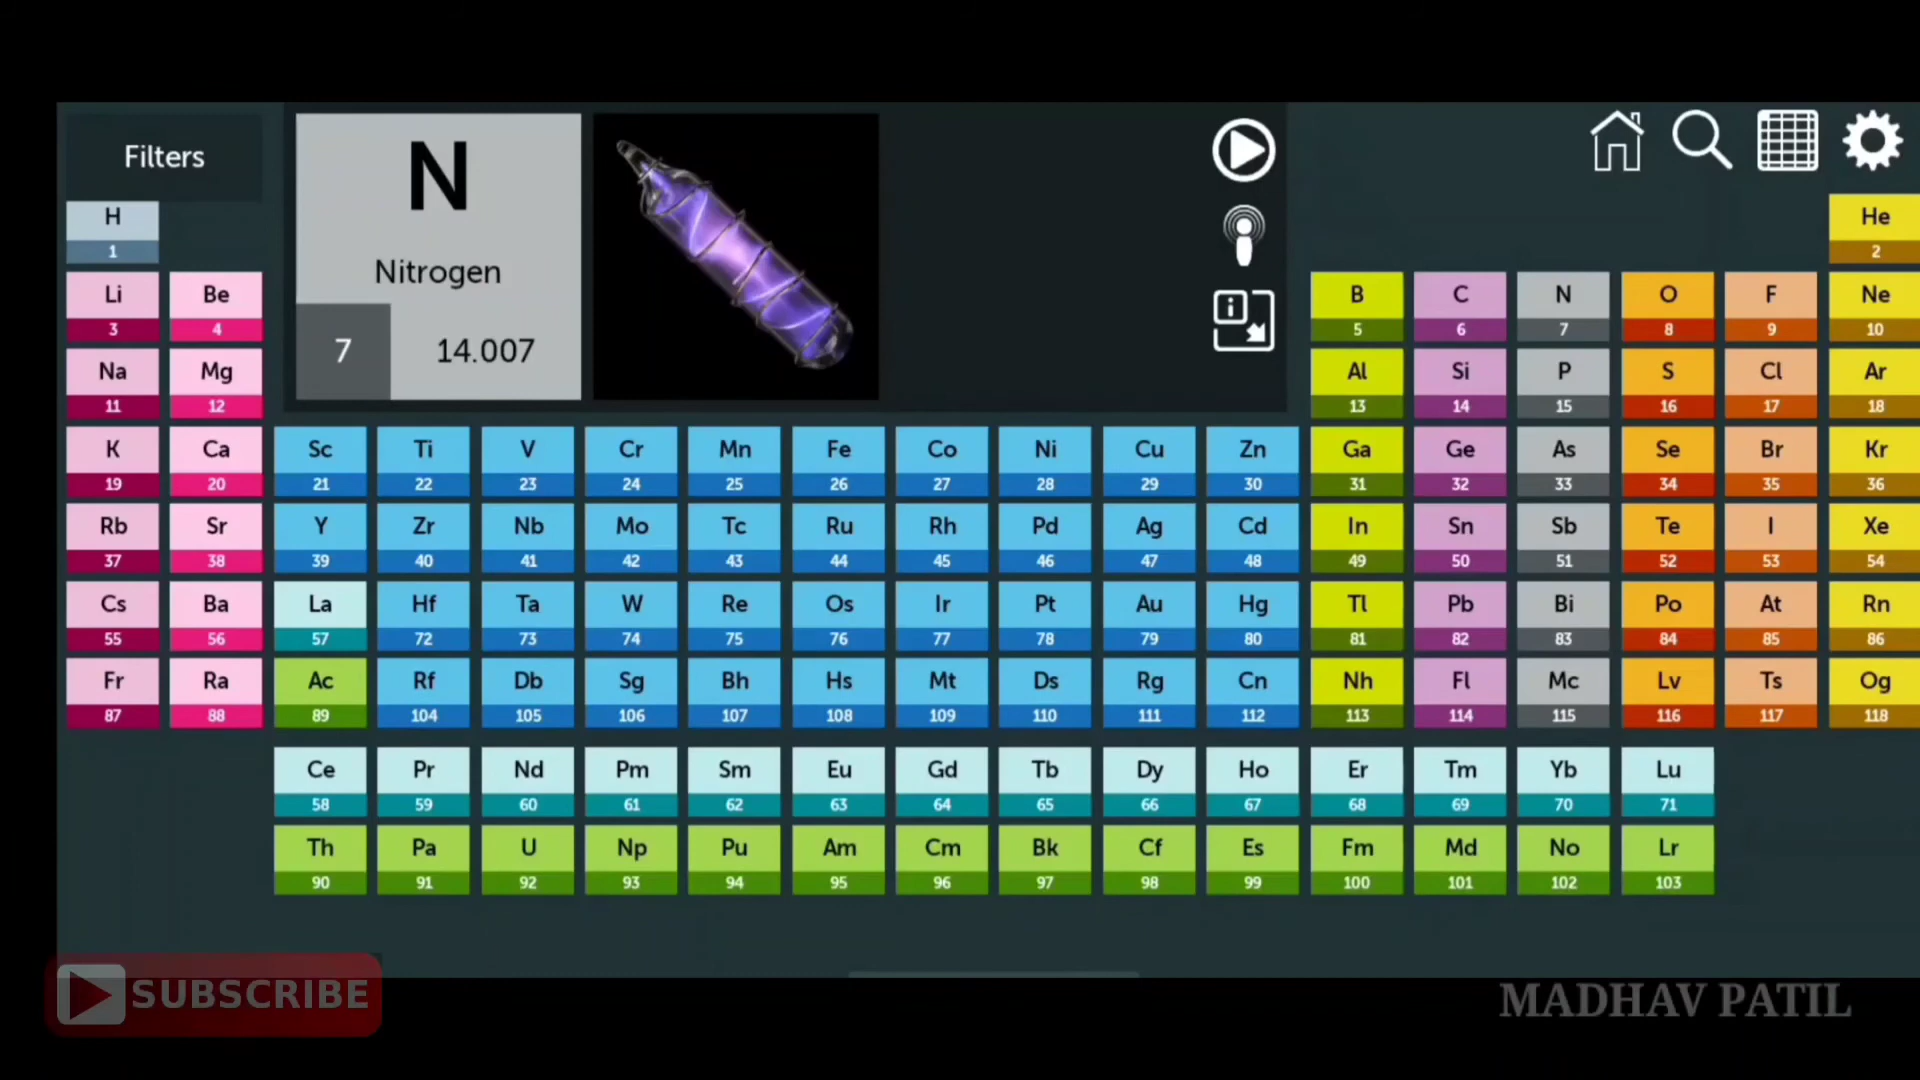 Filters
N
Nitrogen
7 14.007
H He
1 2
Li Be B C N O F Ne
3 4 5 6 7 8 9 10
Na Mg Al Si P S Cl Ar
11 12 13 14 15 16 17 18
K Ca Sc Ti V Cr Mn Fe Co Ni Cu Zn Ga Ge As Se Br Kr
19 20 21 22 23 24 25 26 27 28 29 30 31 32 33 34 35 36
Rb Sr Y Zr Nb Mo Tc Ru Rh Pd Ag Cd In Sn Sb Te I Xe
37 38 39 40 41 42 43 44 45 46 47 48 49 50 51 52 53 54
Cs Ba La Hf Ta W Re Os Ir Pt Au Hg Tl Pb Bi Po At Rn
55 56 57 72 73 74 75 76 77 78 79 80 81 82 83 84 85 86
Fr Ra Ac Rf Db Sg Bh Hs Mt Ds Rg Cn Nh Fl Mc Lv Ts Og
87 88 89 104 105 106 107 108 109 110 111 112 113 114 115 116 117 118
Ce Pr Nd Pm Sm Eu Gd Tb Dy Ho Er Tm Yb Lu
58 59 60 61 62 63 64 65 66 67 68 69 70 71
Th Pa U Np Pu Am Cm Bk Cf Es Fm Md No Lr
90 91 92 93 94 95 96 97 98 99 100 101 102 103
SUBSCRIBE
MADHAV PATIL